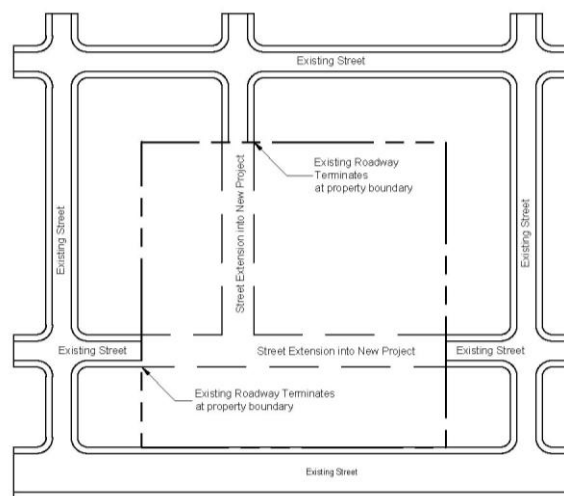 Existing Street
Existing Roadway
Terminates
at property boundary
Street Extension into New Project
Existing Street
Existing Street
Existing Street
Street Extension into New Project
Existing Street
Existing Roadway Terminates
at property boundary
Existing Street